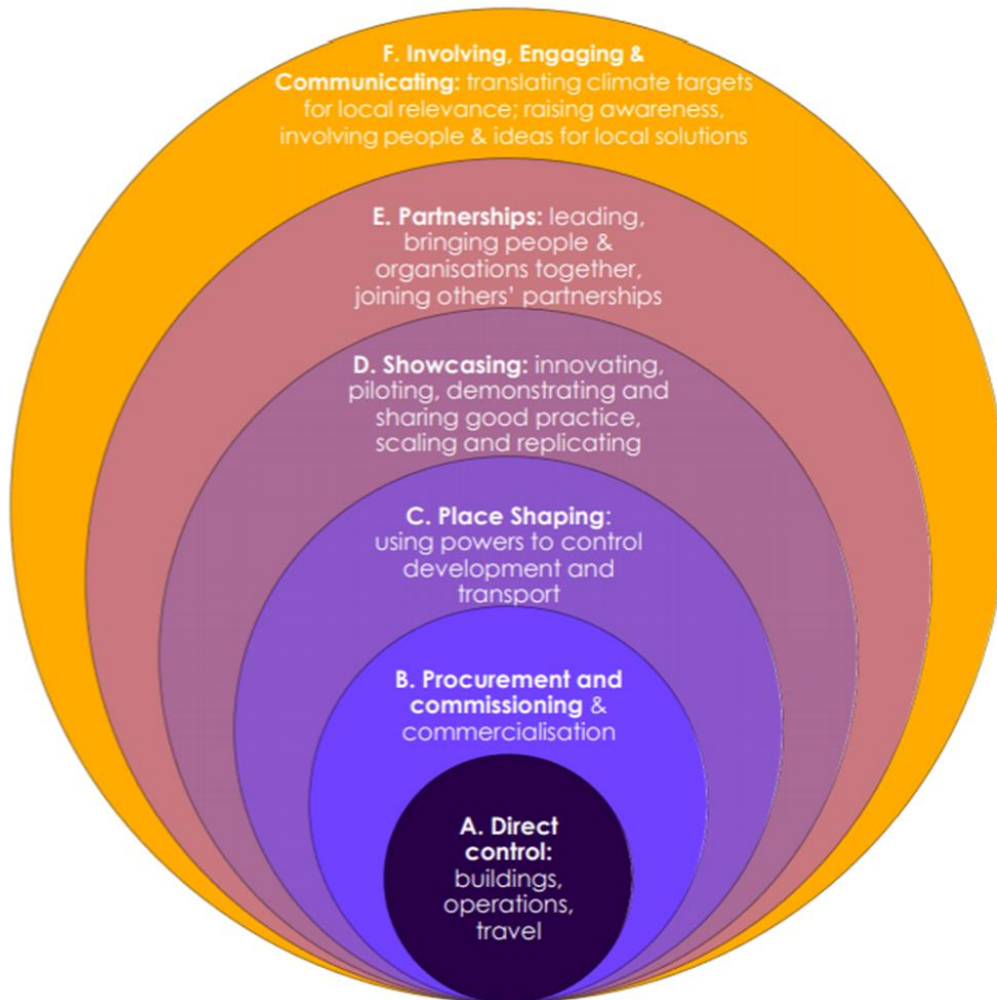 F. Involving, Engaging &
Communicating: translating climate targets
for local relevance; raising awareness,
involving people & ideas for local solutions
E. Partnerships: leading,
bringing people &
organisations together,
joining others’ partnerships
D. Showcasing: innovating,
piloting, demonstrating and
sharing good practice,
scaling and replicating
C. Place Shaping:
using powers to control
development and
transport
B. Procurement and
commissioning &
commercialisation
A. Direct
control:
buildings,
operations,
travel